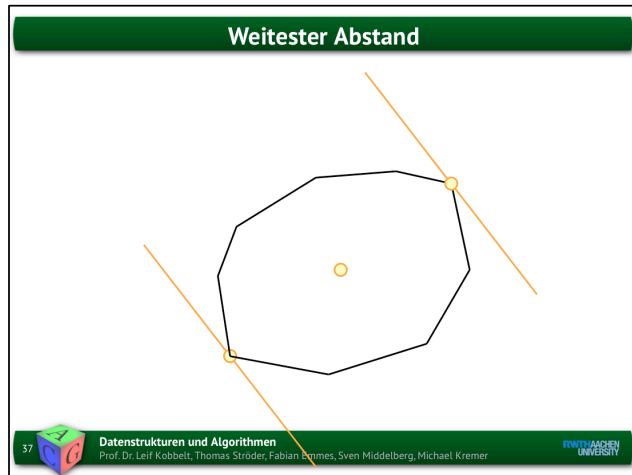 Weitester Abstand
37
A
C
G
Datenstrukturen und Algorithmen
Prof. Dr. Leif Kobbelt, Thomas Ströder, Fabian Emmes, Sven Middelberg, Michael Kremer
RWTHAACHEN
UNIVERSITY